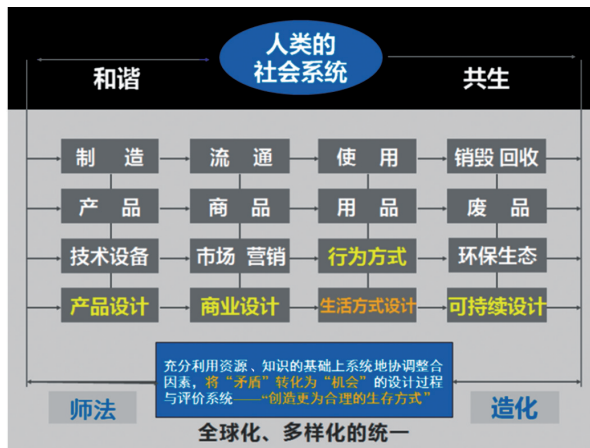 人类的
社会系统
和谐
共生
制 造 流 通 使 用 销毁 回收
产 品 商 品 用 品 废 品
技术设备 市场 营销 行为方式 环保生态
产品设计 商业设计 生活方式设计 可持续设计
充分利用资源、知识的基础上系统地协调整合
因素，将“矛盾”转化为“机会”的设计过程
与评价系统——“创造更为合理的生存方式”
师法
造化
全球化、多样化的统一